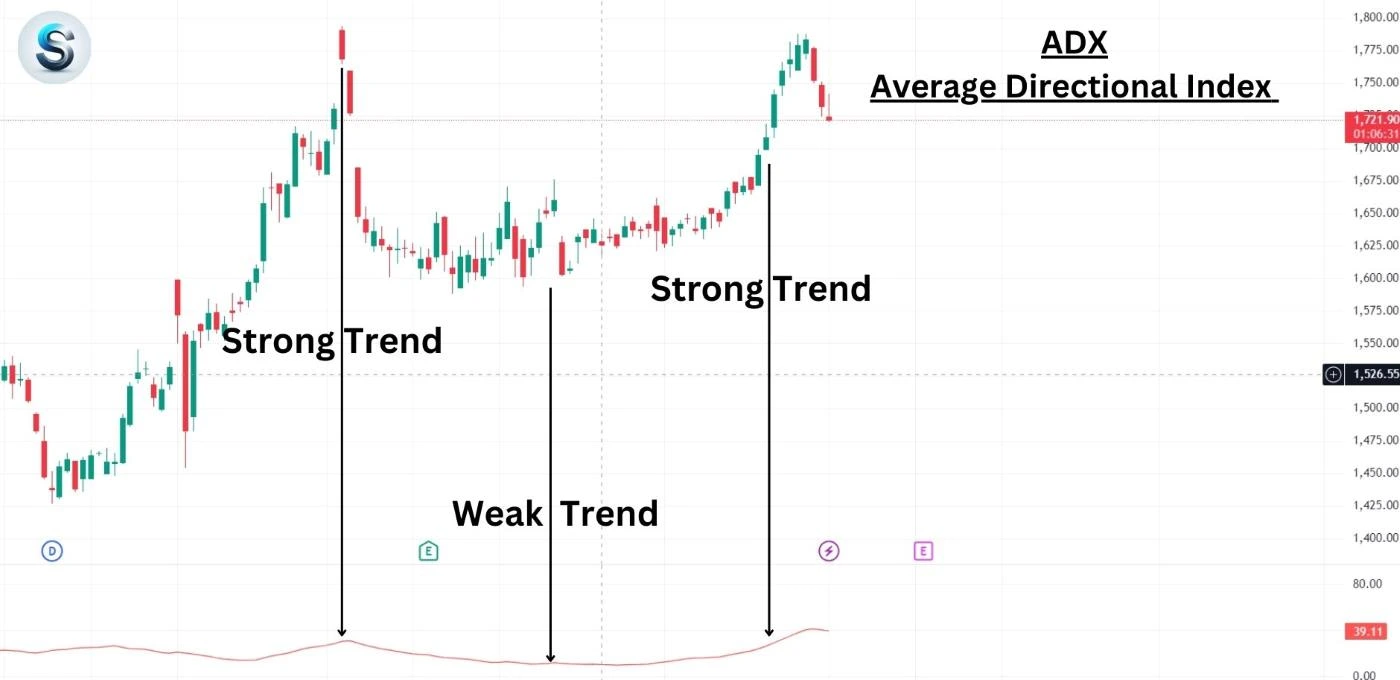 S
ADX
Average Directional Index
Strong Trend
Weak Trend
Strong Trend
1,800.00
1,775.00
1,750.00
1,721.90
01:06:31
1,700.00
1,675.00
1,650.00
1,625.00
1,600.00
1,575.00
1,550.00
1,526.55
1,500.00
1,475.00
1,450.00
1,425.00
1,400.00
D
E
E
80.00
39.11
0.00